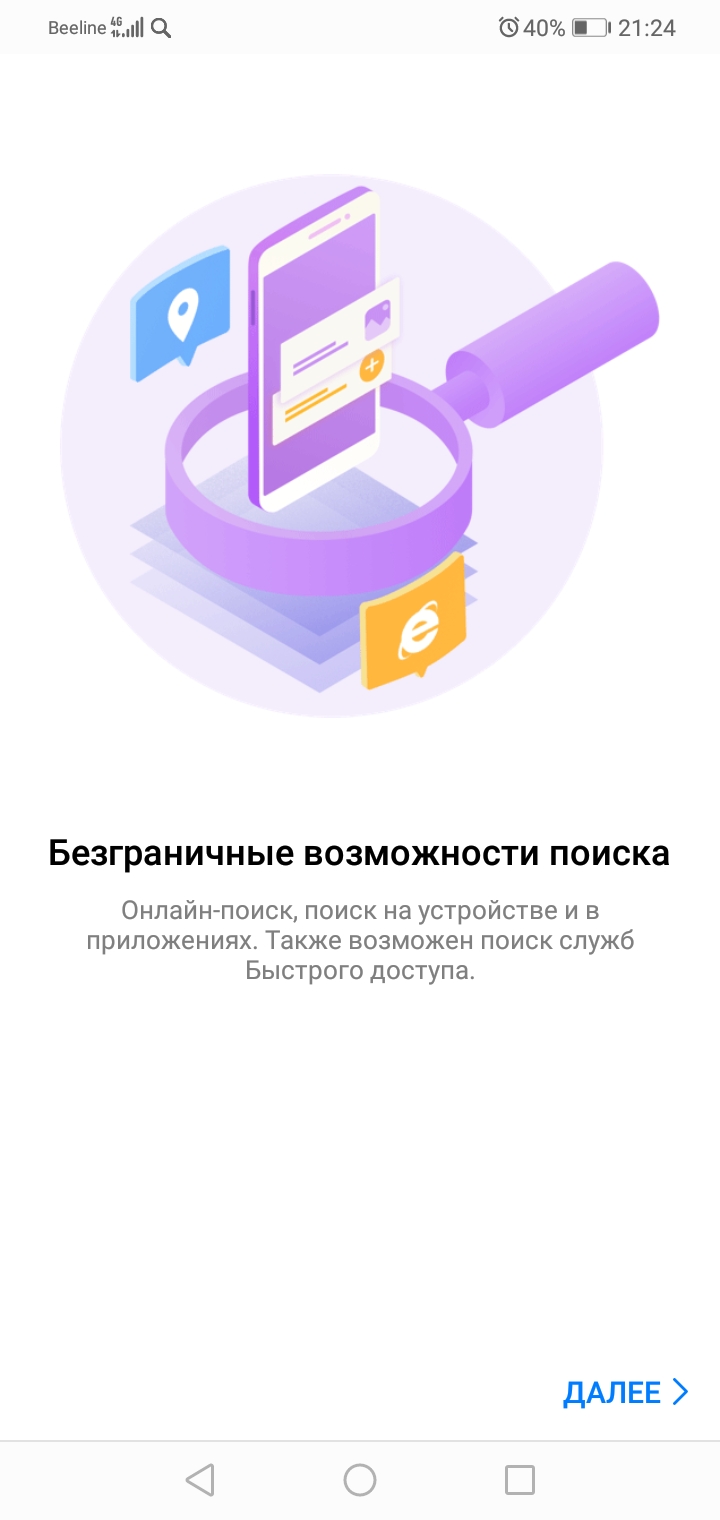 Beeline 4G 40% 21:24
Безграничные возможности поиска
Онлайн-поиск, поиск на устройстве и в
приложениях. Также возможен поиск служб
Быстрого доступа.
ДАЛЕЕ